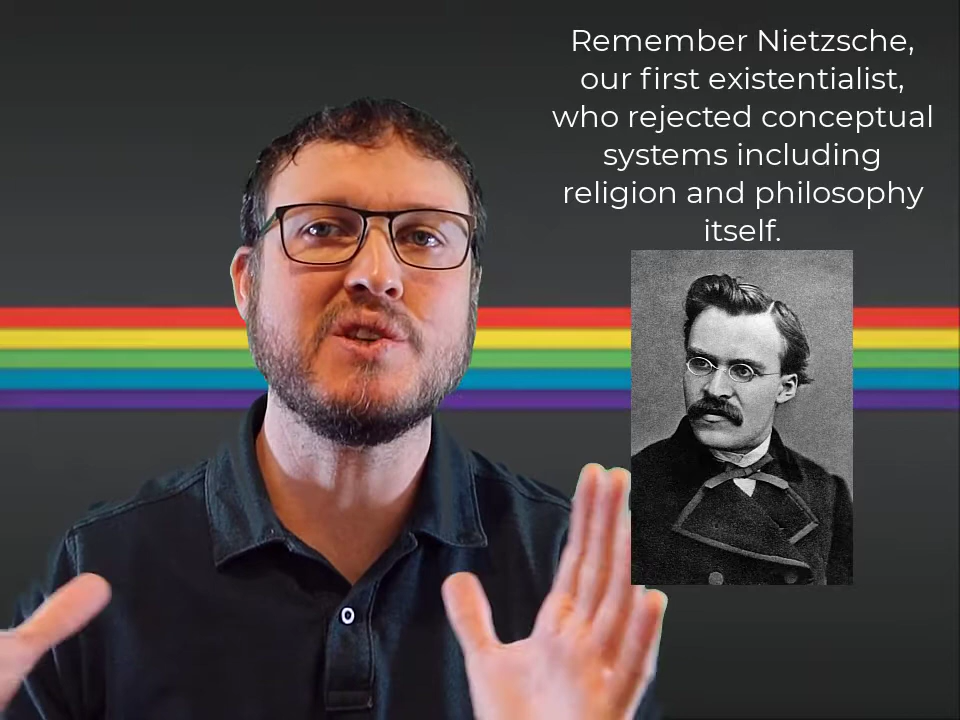 Remember Nietzsche,
our first existentialist,
who rejected conceptual
systems including
religion and philosophy
itself.